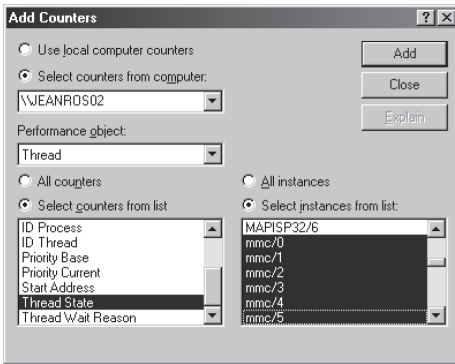 Add Counters
Use local computer counters
Select counters from computer:
\\JEANROS02
Performance object:
Thread
All counters
Select counters from list
ID Process
ID Thread
Priority Base
Priority Current
Start Address
Thread State
Thread Wait Reason
All instances
Select instances from list:
MAPISP32/6
mmc/0
mmc/1
mmc/2
mmc/3
mmc/4
mmc/5
Add
Close
Explain